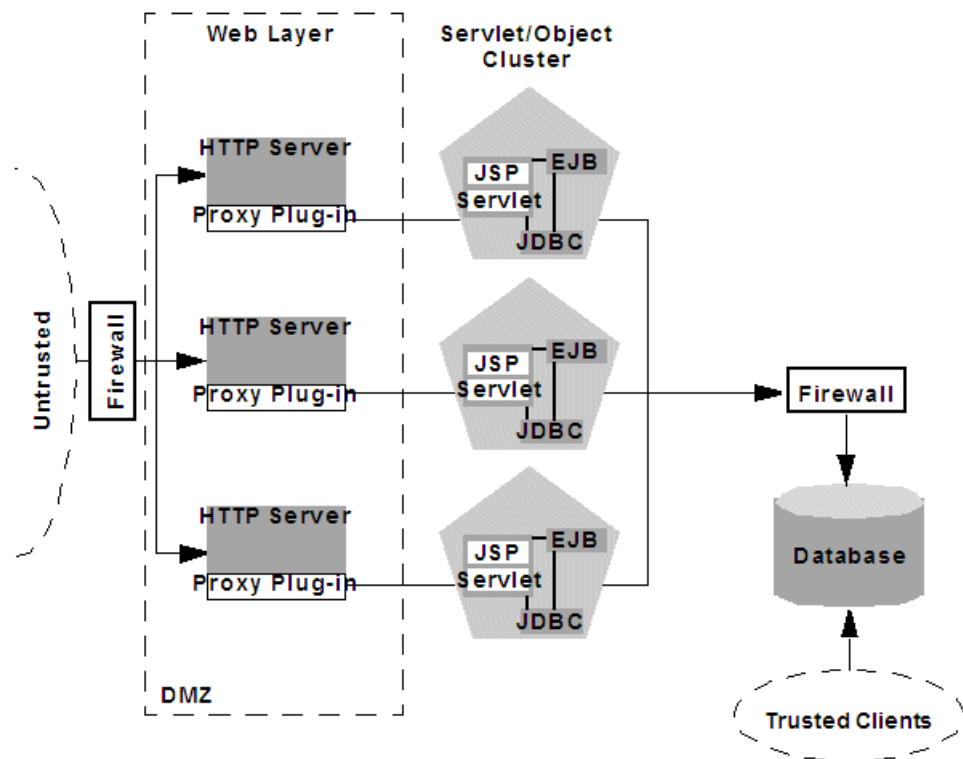 Web Layer
Servlet/Object
Cluster
HTTP Server
Proxy Plug-in
JSP
Servlet
EJB
JDBC
Untrusted
Firewall
HTTP Server
Proxy Plug-in
JSP
Servlet
EJB
JDBC
Firewall
HTTP Server
Proxy Plug-in
JSP
Servlet
EJB
JDBC
Database
DMZ
Trusted Clients